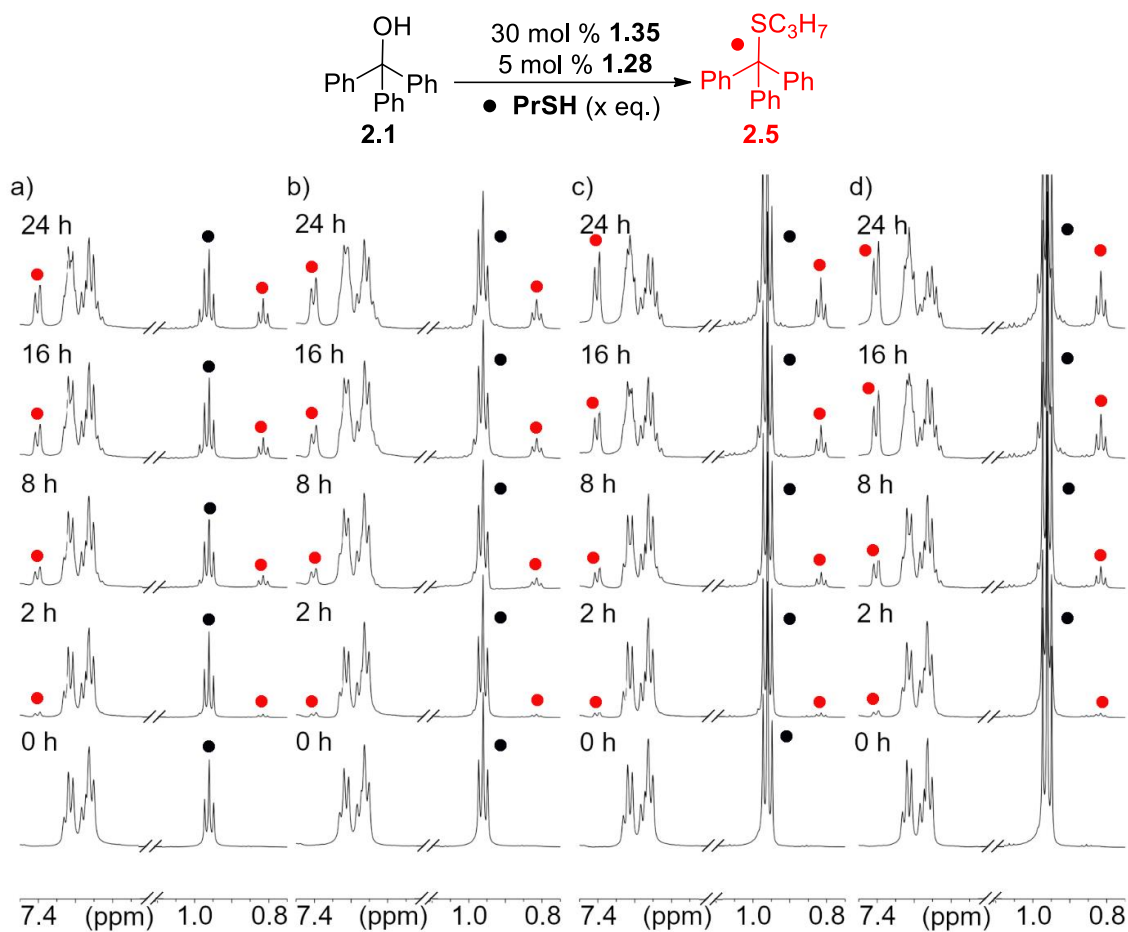 OH
Ph
Ph
Ph
2.1
30 mol % 1.35
5 mol % 1.28
● PrSH (x eq.)
SC₃H₇
Ph
Ph
Ph
2.5
a)
24 h
16 h
8 h
2 h
0 h
7.4 (ppm) 1.0 0.8
b)
24 h
16 h
8 h
2 h
0 h
7.4 (ppm) 1.0 0.8
c)
24 h
16 h
8 h
2 h
0 h
7.4 (ppm) 1.0 0.8
d)
24 h
16 h
8 h
2 h
0 h
7.4 (ppm) 1.0 0.8